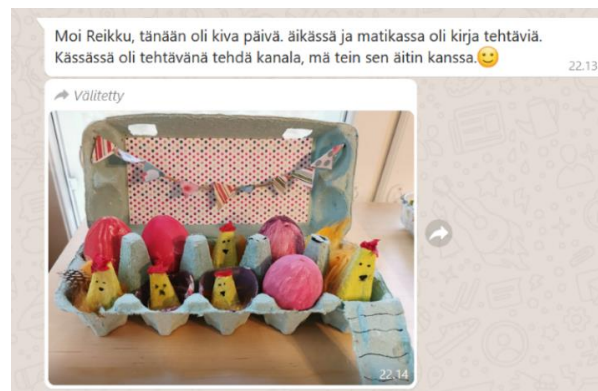 Moi Reikku, tänään oli kiva päivä. äikässä ja matikassa oli kirja tehtäviä.
Kässässä oli tehtävänä tehdä kanala, mä tein sen äitin kanssa.🙂
22.13
Välitetty
22.14